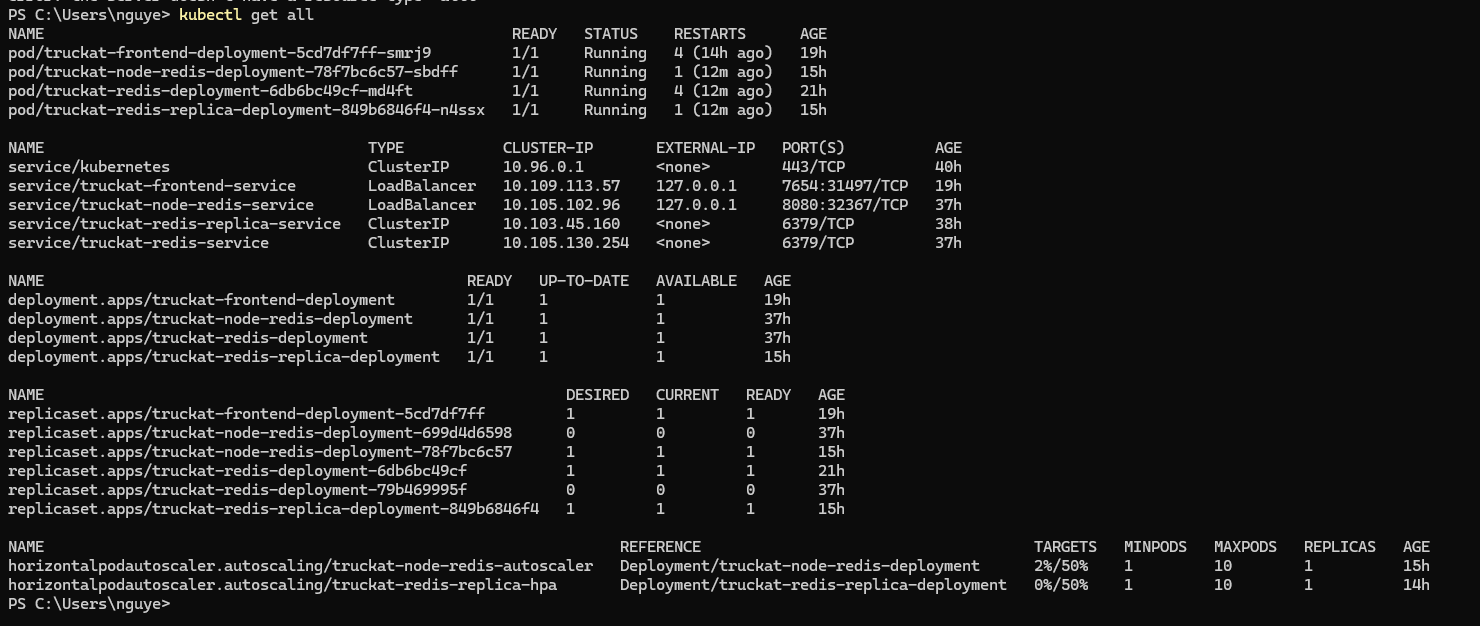 PS C:\Users\nguye> kubectl get all
NAME READY STATUS RESTARTS AGE
pod/truckat-frontend-deployment-5cd7df7ff-smrj9 1/1 Running 4 (14h ago) 19h
pod/truckat-node-redis-deployment-78f7bc6c57-sbdff 1/1 Running 1 (12m ago) 15h
pod/truckat-redis-deployment-6db6bc49cf-md4ft 1/1 Running 4 (12m ago) 21h
pod/truckat-redis-replica-deployment-849b6846f4-n4ssx 1/1 Running 1 (12m ago) 15h
NAME TYPE CLUSTER-IP EXTERNAL-IP PORT(S) AGE
service/kubernetes ClusterIP 10.96.0.1 <none> 443/TCP 40h
service/truckat-frontend-service LoadBalancer 10.109.113.57 127.0.0.1 7654:31497/TCP 19h
service/truckat-node-redis-service LoadBalancer 10.105.102.96 127.0.0.1 8080:32367/TCP 37h
service/truckat-redis-replica-service ClusterIP 10.103.45.160 <none> 6379/TCP 38h
service/truckat-redis-service ClusterIP 10.105.130.254 <none> 6379/TCP 37h
NAME READY UP-TO-DATE AVAILABLE AGE
deployment.apps/truckat-frontend-deployment 1/1 1 1 19h
deployment.apps/truckat-node-redis-deployment 1/1 1 1 37h
deployment.apps/truckat-redis-deployment 1/1 1 1 37h
deployment.apps/truckat-redis-replica-deployment 1/1 1 1 15h
NAME DESIRED CURRENT READY AGE
replicaset.apps/truckat-frontend-deployment-5cd7df7ff 1 1 1 19h
replicaset.apps/truckat-node-redis-deployment-699d4d6598 0 0 0 37h
replicaset.apps/truckat-node-redis-deployment-78f7bc6c57 1 1 1 15h
replicaset.apps/truckat-redis-deployment-6db6bc49cf 1 1 1 21h
replicaset.apps/truckat-redis-deployment-79b469995f 0 0 0 37h
replicaset.apps/truckat-redis-replica-deployment-849b6846f4 1 1 1 15h
NAME REFERENCE TARGETS MINPODS MAXPODS REPLICAS AGE
horizontalpodautoscaler.autoscaling/truckat-node-redis-autoscaler Deployment/truckat-node-redis-deployment 2%/50% 1 10 1 15h
horizontalpodautoscaler.autoscaling/truckat-redis-replica-hpa Deployment/truckat-redis-replica-deployment 0%/50% 1 10 1 14h
PS C:\Users\nguye>